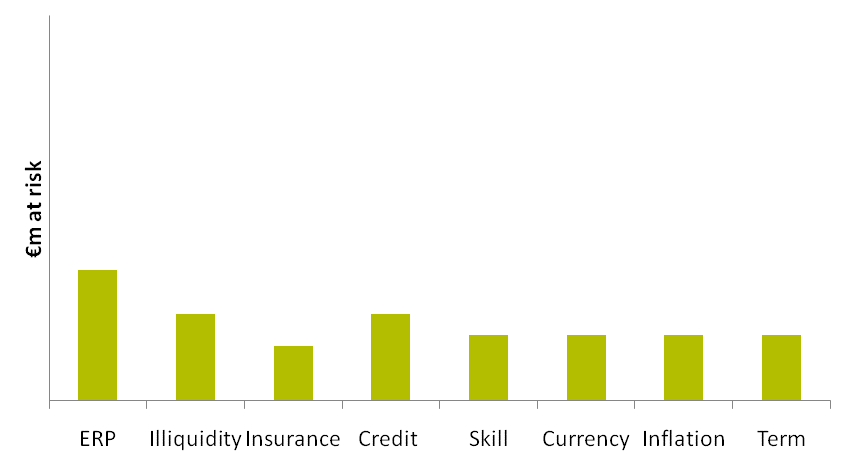 €m at risk
ERP Illiquidity Insurance Credit Skill Currency Inflation Term